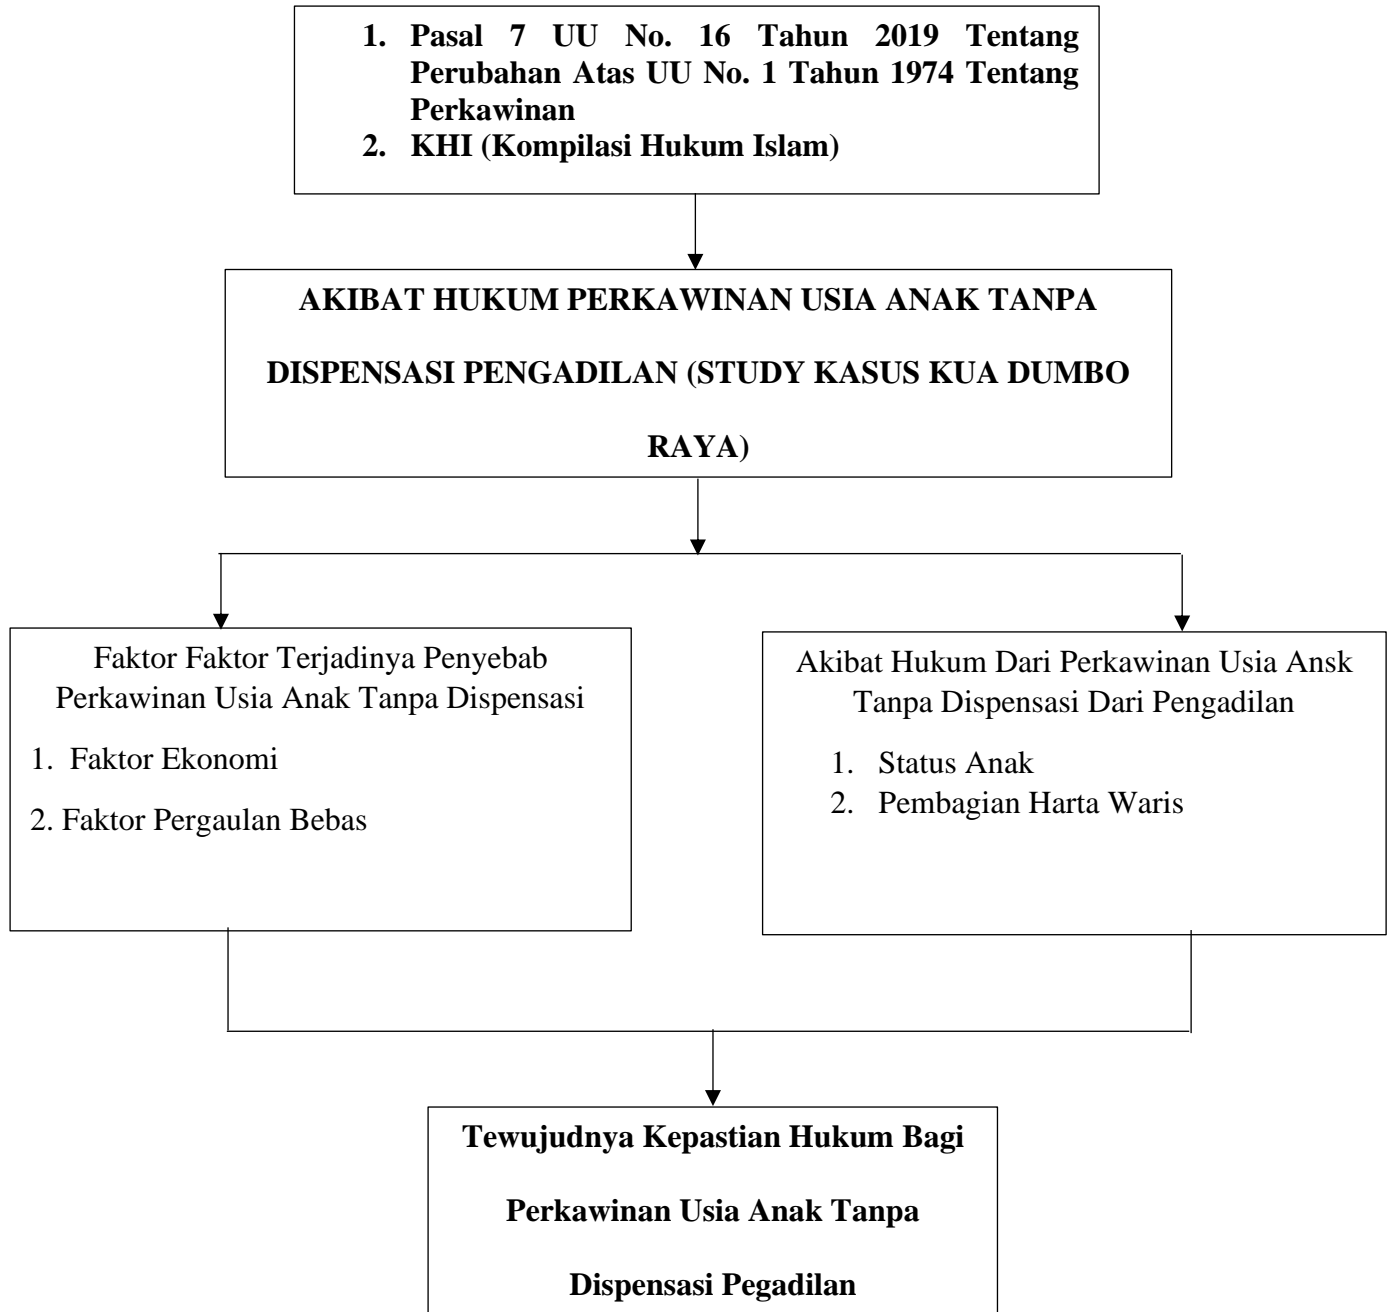 1. Pasal 7 UU No. 16 Tahun 2019 Tentang
Perubahan Atas UU No. 1 Tahun 1974 Tentang
Perkawinan
2. KHI (Kompilasi Hukum Islam)
AKIBAT HUKUM PERKAWINAN USIA ANAK TANPA
DISPENSASI PENGADILAN (STUDY KASUS KUA DUMBO
RAYA)
Faktor Faktor Terjadinya Penyebab
Perkawinan Usia Anak Tanpa Dispensasi
1. Faktor Ekonomi
2. Faktor Pergaulan Bebas
Akibat Hukum Dari Perkawinan Usia Ansk
Tanpa Dispensasi Dari Pengadilan
1. Status Anak
2. Pembagian Harta Waris
Tewujudnya Kepastian Hukum Bagi
Perkawinan Usia Anak Tanpa
Dispensasi Pegadilan